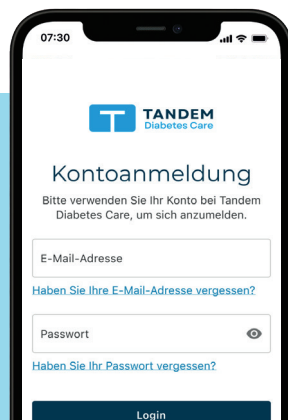 07:30
TANDEM
Diabetes Care
Kontoanmeldung
Bitte verwenden Sie Ihr Konto bei Tandem
Diabetes Care, um sich anzumelden.
E-Mail-Adresse
Haben Sie Ihre E-Mail-Adresse vergessen?
Passwort
Haben Sie Ihr Passwort vergessen?
Login